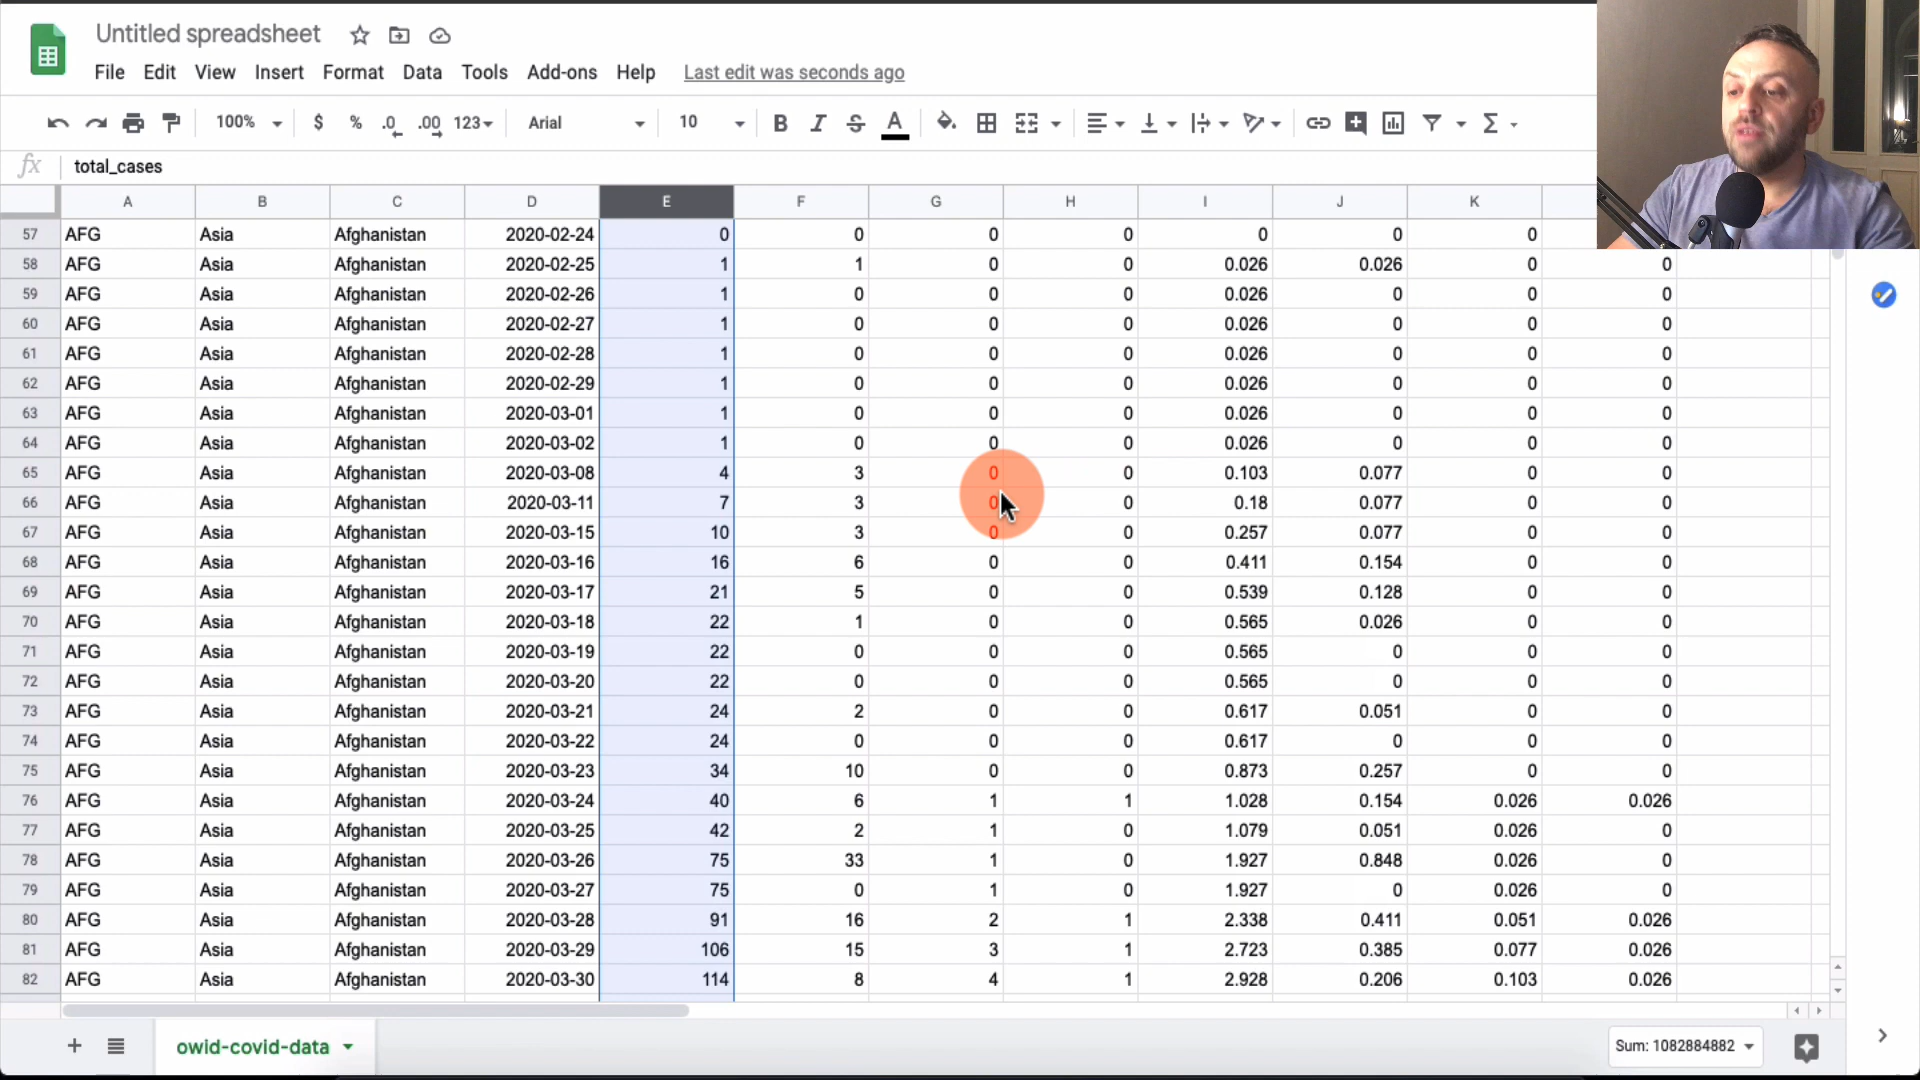 Untitled spreadsheet
File Edit View Insert Format Data Tools Add-ons Help Last edit was seconds ago
100% $ % .0 .00 123 Arial 10 B I S A
fx total_cases
A B C D E F G H I J K
57 AFG Asia Afghanistan 2020-02-24 0 0 0 0 0 0 0
58 AFG Asia Afghanistan 2020-02-25 1 1 0 0 0.026 0.026 0 0
59 AFG Asia Afghanistan 2020-02-26 1 0 0 0 0.026 0 0 0
60 AFG Asia Afghanistan 2020-02-27 1 0 0 0 0.026 0 0 0
61 AFG Asia Afghanistan 2020-02-28 1 0 0 0 0.026 0 0 0
62 AFG Asia Afghanistan 2020-02-29 1 0 0 0 0.026 0 0 0
63 AFG Asia Afghanistan 2020-03-01 1 0 0 0 0.026 0 0 0
64 AFG Asia Afghanistan 2020-03-02 1 0 0 0 0.026 0 0 0
65 AFG Asia Afghanistan 2020-03-08 4 3 0 0 0.103 0.077 0 0
66 AFG Asia Afghanistan 2020-03-11 7 3 0 0 0.18 0.077 0 0
67 AFG Asia Afghanistan 2020-03-15 10 3 0 0 0.257 0.077 0 0
68 AFG Asia Afghanistan 2020-03-16 16 6 0 0 0.411 0.154 0 0
69 AFG Asia Afghanistan 2020-03-17 21 5 0 0 0.539 0.128 0 0
70 AFG Asia Afghanistan 2020-03-18 22 1 0 0 0.565 0.026 0 0
71 AFG Asia Afghanistan 2020-03-19 22 0 0 0 0.565 0 0 0
72 AFG Asia Afghanistan 2020-03-20 22 0 0 0 0.565 0 0 0
73 AFG Asia Afghanistan 2020-03-21 24 2 0 0 0.617 0.051 0 0
74 AFG Asia Afghanistan 2020-03-22 24 0 0 0 0.617 0 0 0
75 AFG Asia Afghanistan 2020-03-23 34 10 0 0 0.873 0.257 0 0
76 AFG Asia Afghanistan 2020-03-24 40 6 1 1 1.028 0.154 0.026 0.026
77 AFG Asia Afghanistan 2020-03-25 42 2 1 0 1.079 0.051 0.026 0
78 AFG Asia Afghanistan 2020-03-26 75 33 1 0 1.927 0.848 0.026 0
79 AFG Asia Afghanistan 2020-03-27 75 0 1 0 1.927 0 0.026 0
80 AFG Asia Afghanistan 2020-03-28 91 16 2 1 2.338 0.411 0.051 0.026
81 AFG Asia Afghanistan 2020-03-29 106 15 3 1 2.723 0.385 0.077 0.026
82 AFG Asia Afghanistan 2020-03-30 114 8 4 1 2.928 0.206 0.103 0.026
owid-covid-data Sum: 1082884882